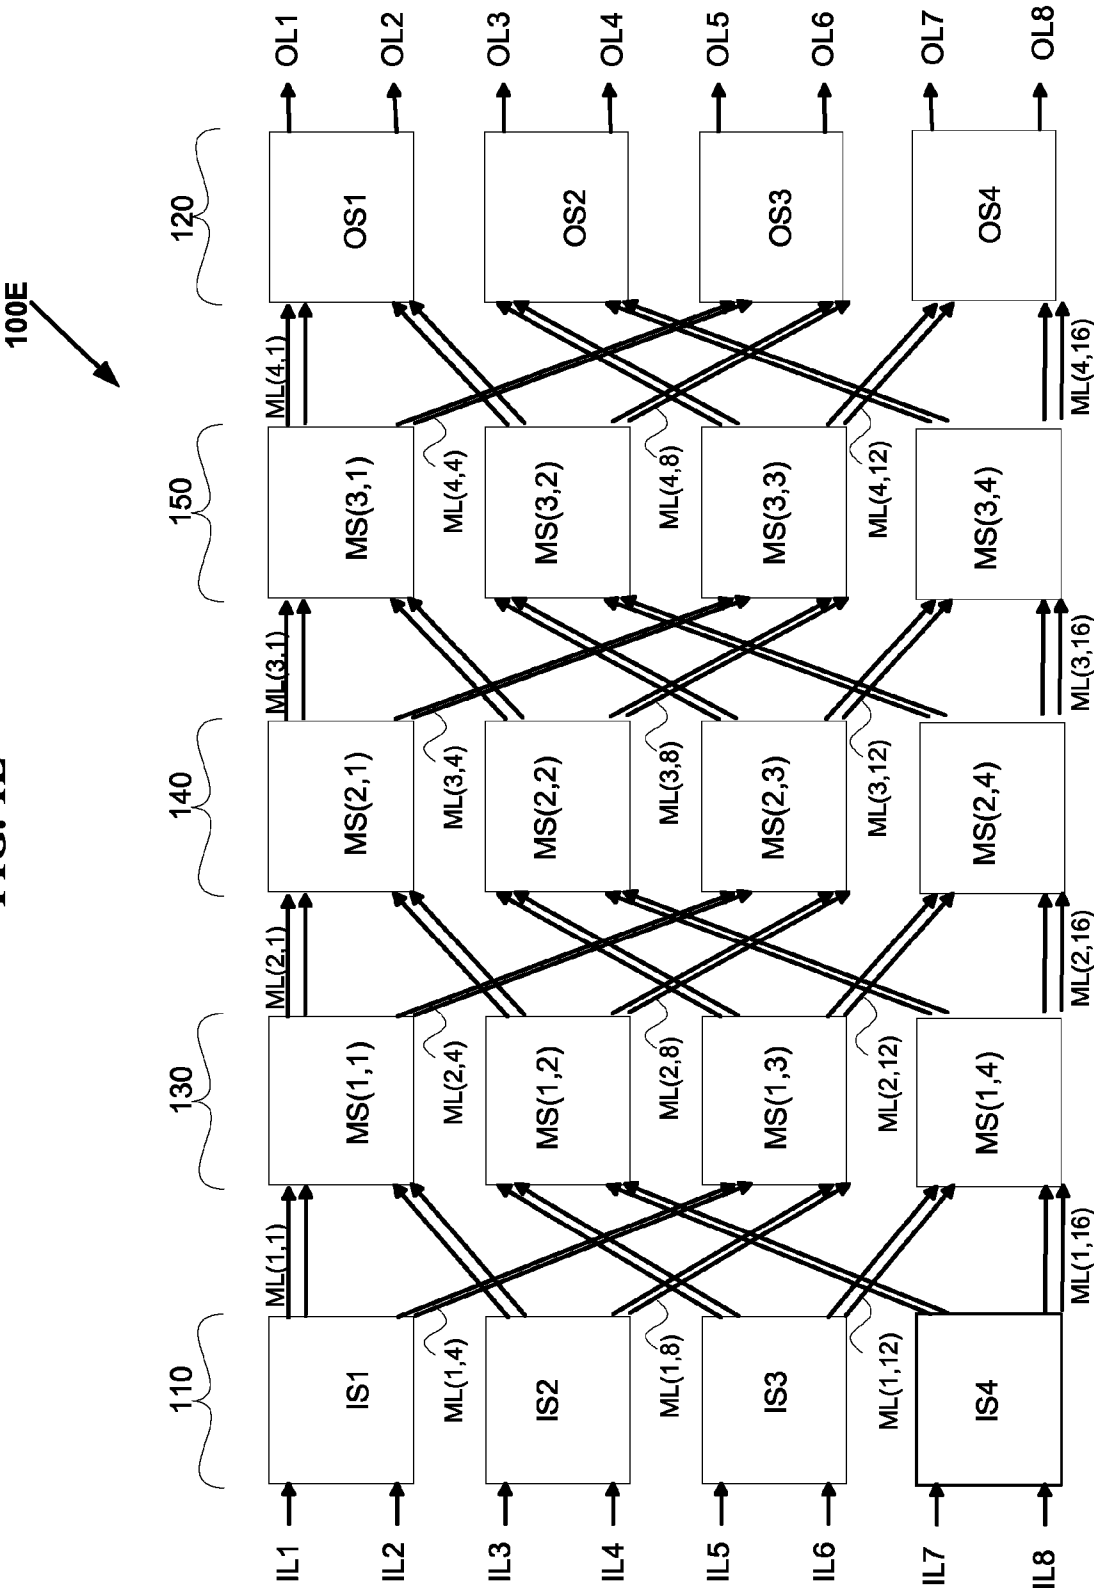 100E
110
130
140
150
120
IL1
IS1
ML(1,1)
MS(1,1)
ML(2,1)
MS(2,1)
ML(3,1)
MS(3,1)
ML(4,1)
OS1
OL1
IL2
ML(1,4)
ML(2,4)
ML(3,4)
ML(4,4)
OL2
IL3
IS2
MS(1,2)
MS(2,2)
MS(3,2)
OS2
OL3
IL4
ML(1,8)
ML(2,8)
ML(3,8)
ML(4,8)
OL4
IL5
IS3
MS(1,3)
MS(2,3)
MS(3,3)
OS3
OL5
IL6
ML(1,12)
ML(2,12)
ML(3,12)
ML(4,12)
OL6
IL7
IS4
MS(1,4)
MS(2,4)
MS(3,4)
OS4
OL7
IL8
ML(1,16)
ML(2,16)
ML(3,16)
ML(4,16)
OL8